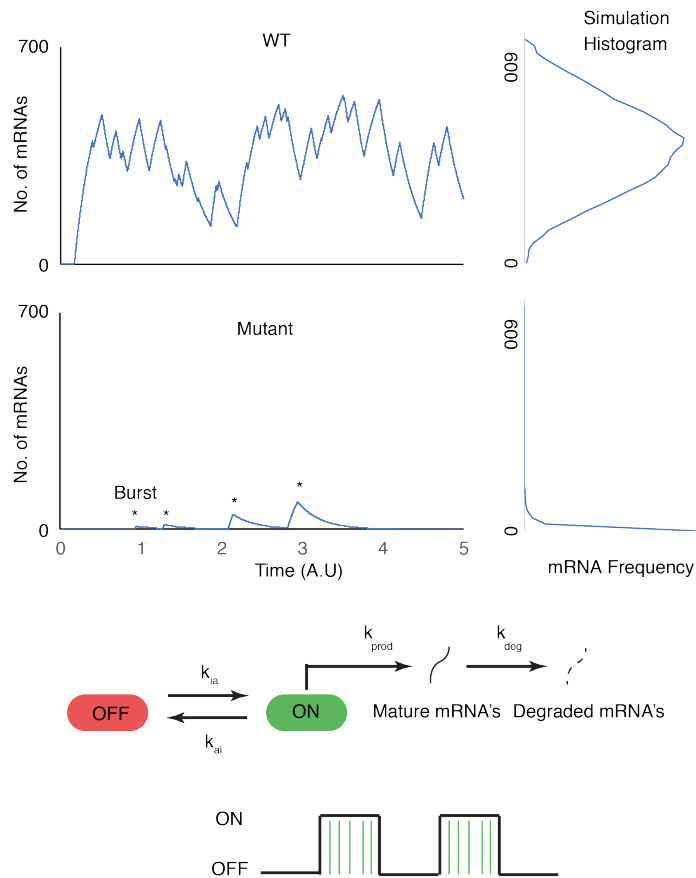 Simulation
Histogram
WT
700
No. of mRNAs
0
600
0
700
Mutant
No. of mRNAs
Burst
* * * *
0
0 1 2 3 4 5
Time (A.U)
600
0
mRNA Frequency
k prod
k deg
k ia
OFF
ON
k ai
Mature mRNA's
Degraded mRNA's
ON
OFF